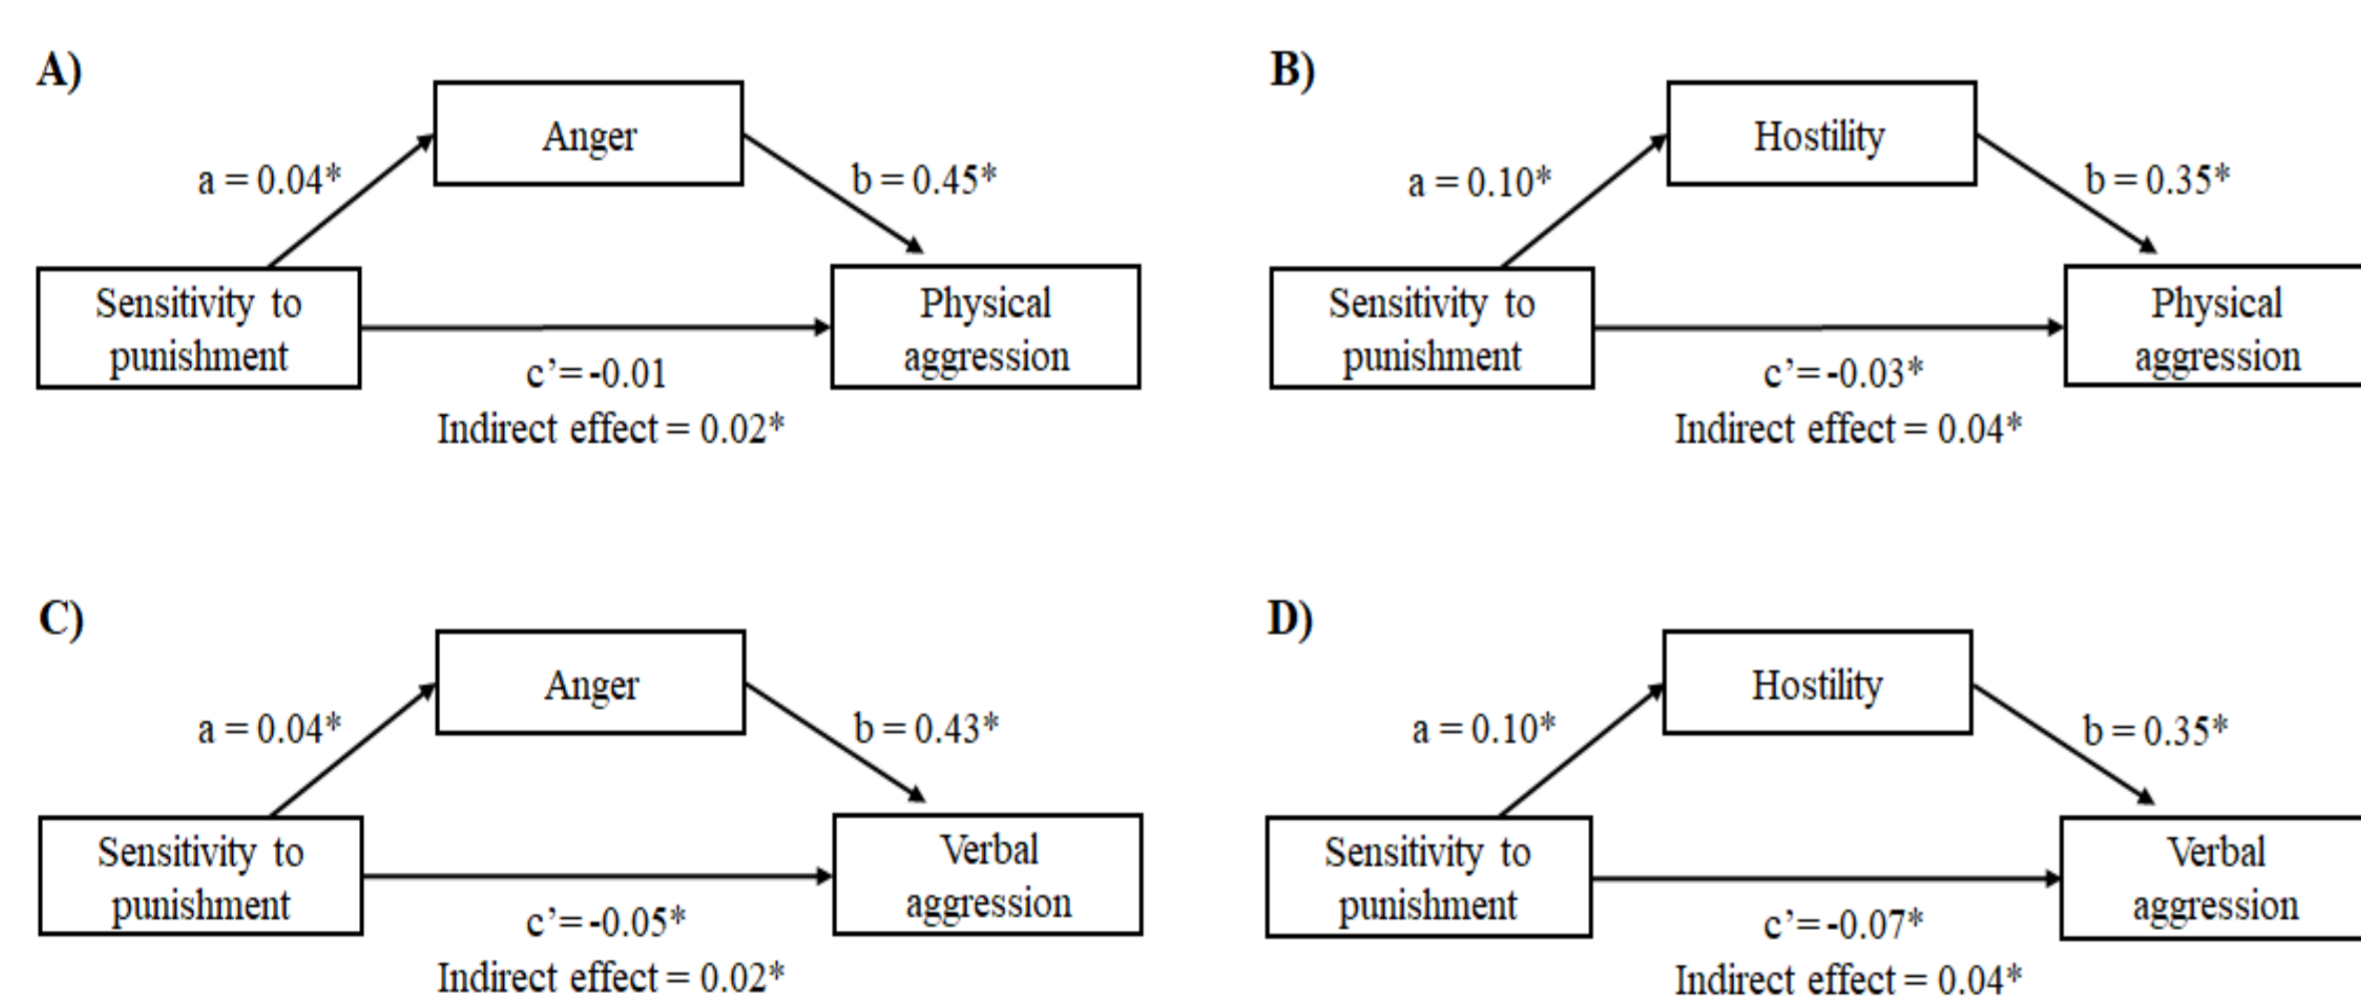 A)
Anger
a = 0.04*
b = 0.45*
Sensitivity to
punishment
Physical
aggression
c’= -0.01
Indirect effect = 0.02*
B)
Hostility
a = 0.10*
b = 0.35*
Sensitivity to
punishment
Physical
aggression
c’= -0.03*
Indirect effect = 0.04*
C)
Anger
a = 0.04*
b = 0.43*
Sensitivity to
punishment
Verbal
aggression
c’= -0.05*
Indirect effect = 0.02*
D)
Hostility
a = 0.10*
b = 0.35*
Sensitivity to
punishment
Verbal
aggression
c’= -0.07*
Indirect effect = 0.04*